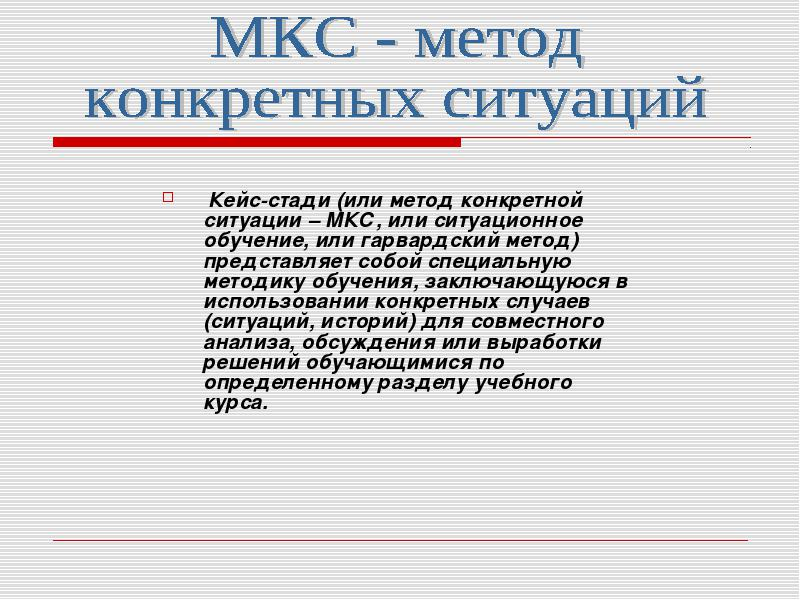 МКС - метод
конкретных ситуаций
Кейс-стади (или метод конкретной
ситуации – МКС, или ситуационное
обучение, или гарвардский метод)
представляет собой специальную
методику обучения, заключающуюся в
использовании конкретных случаев
(ситуаций, историй) для совместного
анализа, обсуждения или выработки
решений обучающимися по
определенному разделу учебного
курса.